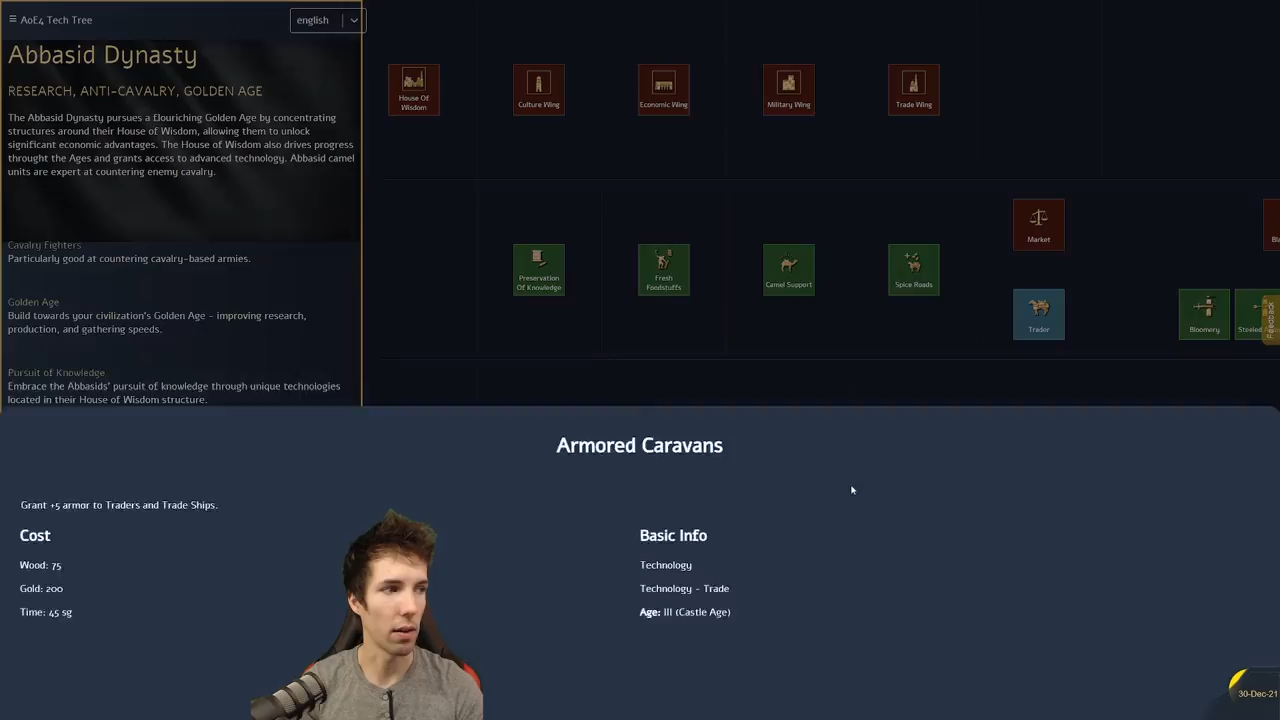 AoE4 Tech Tree
english
Abbasid Dynasty
RESEARCH, ANTI-CAVALRY, GOLDEN AGE
The Abbasid Dynasty pursues a flourishing Golden Age by concentrating
structures around their House of Wisdom, allowing them to unlock
significant economic advantages. The House of Wisdom also drives progress
throught the Ages and grants access to advanced technology. Abbasid camel
units are expert at countering enemy cavalry.
Cavalry Fighters
Particularly good at countering cavalry-based armies.
Golden Age
Build towards your civilization's Golden Age - improving research,
production, and gathering speeds.
Pursuit of Knowledge
Embrace the Abbasids' pursuit of knowledge through unique technologies
located in their House of Wisdom structure.
House Of
Wisdom
Culture Wing
Economic Wing
Military Wing
Trade Wing
Market
Preservation
Of Knowledge
Fresh
Foodstuffs
Camel Support
Spice Roads
Trader
Bloomery
Steeled
Armored Caravans
Grant +5 armor to Traders and Trade Ships.
Cost
Wood: 75
Gold: 200
Time: 45 sg
Basic Info
Technology
Technology - Trade
Age: III (Castle Age)
30-Dec-21